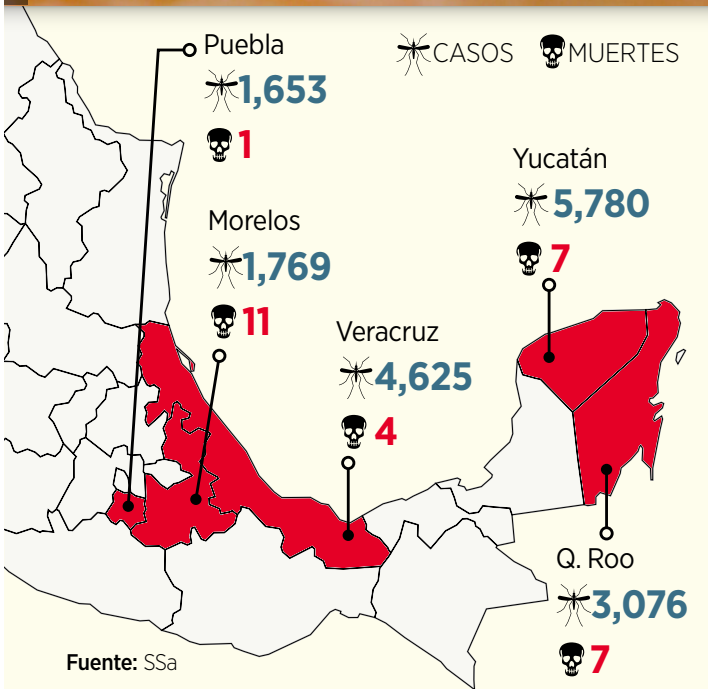 CASOS MUERTES
Puebla
1,653
1
Morelos
1,769
11
Veracruz
4,625
4
Yucatán
5,780
7
Q. Roo
3,076
7
Fuente: SSa